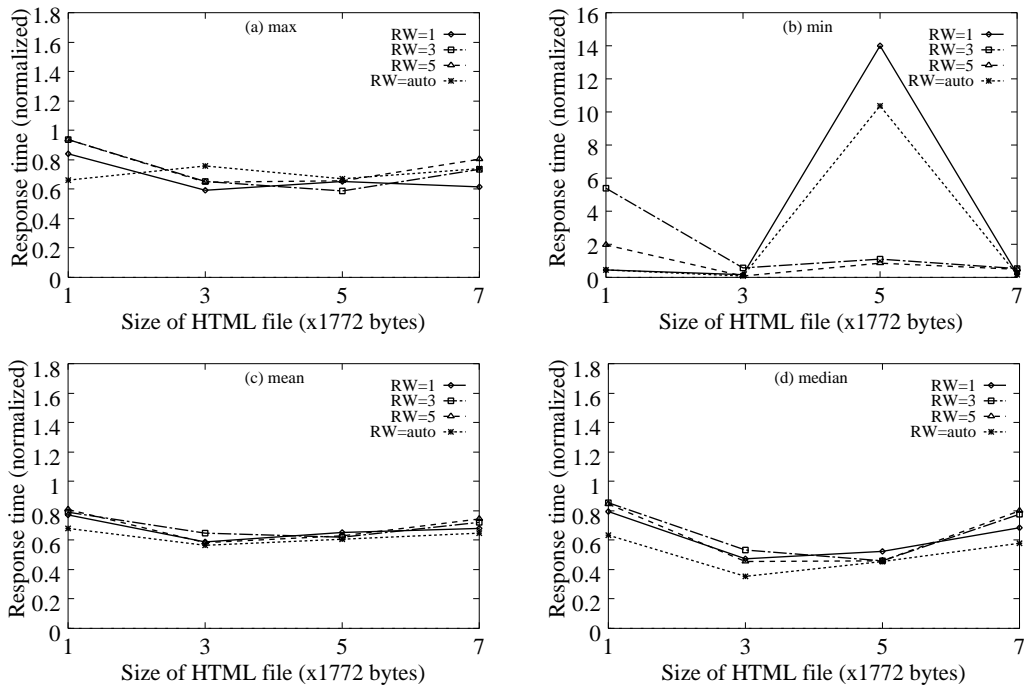 (a) max
Response time (normalized)
1.8
1.6
1.4
1.2
1
0.8
0.6
0.4
0.2
0
RW=1
RW=3
RW=5
RW=auto
1 3 5 7
Size of HTML file (x1772 bytes)
(b) min
Response time (normalized)
16
14
12
10
8
6
4
2
0
RW=1
RW=3
RW=5
RW=auto
1 3 5 7
Size of HTML file (x1772 bytes)
(c) mean
Response time (normalized)
1.8
1.6
1.4
1.2
1
0.8
0.6
0.4
0.2
0
RW=1
RW=3
RW=5
RW=auto
1 3 5 7
Size of HTML file (x1772 bytes)
(d) median
Response time (normalized)
1.8
1.6
1.4
1.2
1
0.8
0.6
0.4
0.2
0
RW=1
RW=3
RW=5
RW=auto
1 3 5 7
Size of HTML file (x1772 bytes)